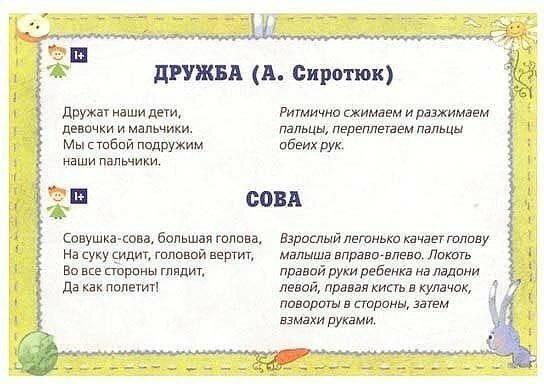 1+
ДРУЖБА (А. Сиротюк)
Дружат наши дети,
девочки и мальчики.
Мы с тобой подружим
наши пальчики.
Ритмично сжимаем и разжимаем
пальцы, переплетаем пальцы
обеих рук.
1+
СОВА
Совушка-сова, большая голова,
На суку сидит, головой вертит,
Во все стороны глядит,
Да как полетит!
Взрослый легонько качает голову
малыша вправо-влево. Локоть
правой руки ребенка на ладони
левой, правая кисть в кулачок,
повороты в стороны, затем
взмахи руками.